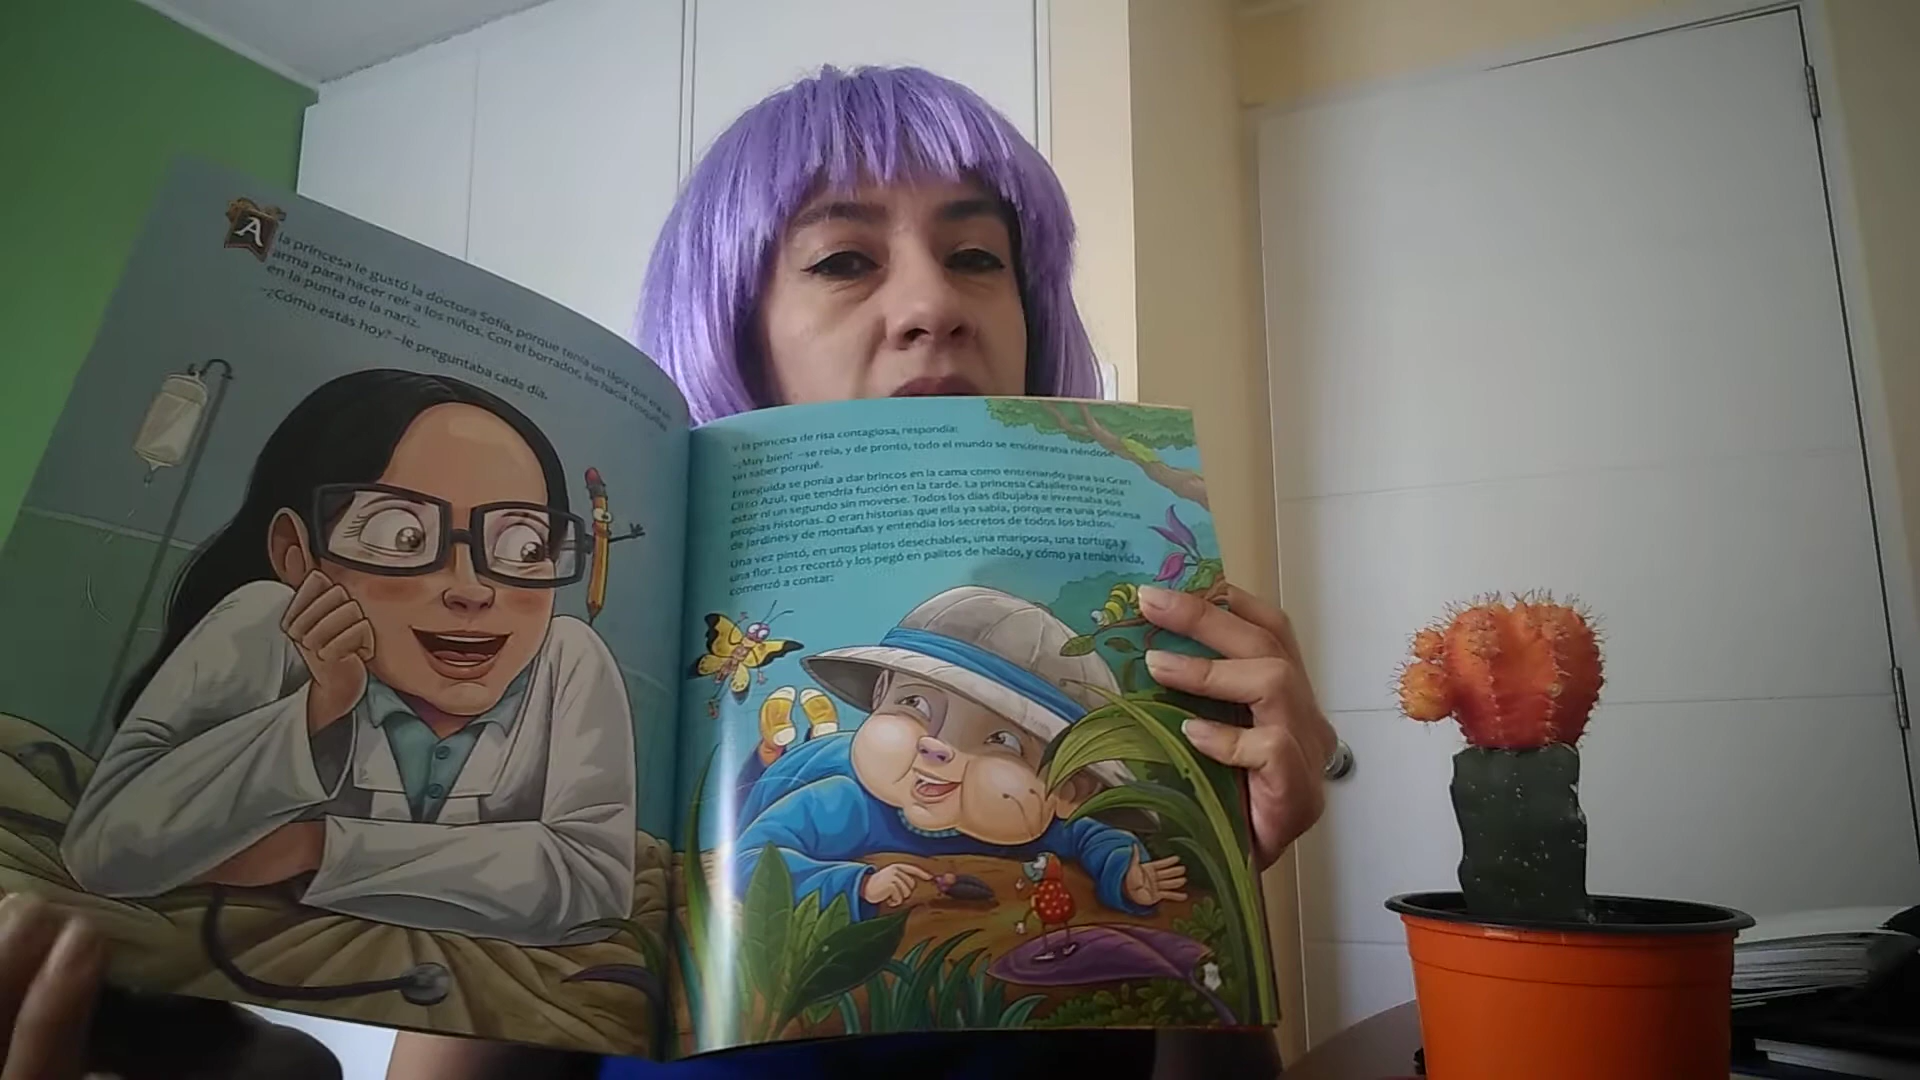 A la princesa le gustó la doctora Sofía, porque tenía un lápiz que era un
arma para hacer reír a los niños. Con el borrador, les hacía cosquillas
en la punta de la nariz.
–¿Cómo estás hoy? –le preguntaba cada día.
Y la princesa de risa contagiosa, respondía:
–¡Muy bien! –se reía, y de pronto, todo el mundo se encontraba riéndose
sin saber porqué.
Enseguida se ponía a dar brincos en la cama como entrenando para su Gran
Circo Azul, que tendría función en la tarde. La princesa Caballero no podía
estar ni un segundo sin moverse. Todos los días dibujaba e inventaba sus
propias historias. O eran historias que ella ya sabía, porque era una princesa
de jardines y de montañas y entendía los secretos de todos los bichos.
Una vez pintó, en unos platos desechables, una mariposa, una tortuga y
una flor. Los recortó y los pegó en palitos de helado, y cómo ya tenían vida,
comenzó a contar: